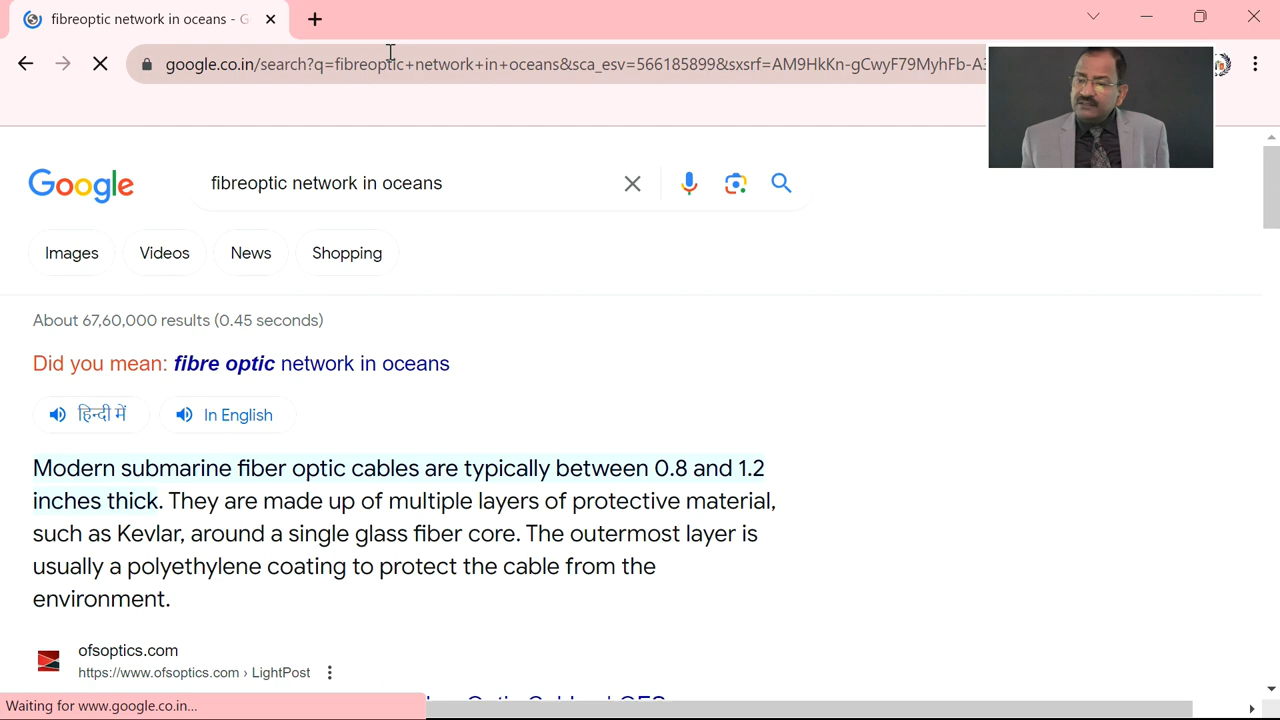 fibreoptic network in oceans - G
google.co.in/search?q=fibreoptic+network+in+oceans&sca_esv=566185899&sxsrf=AM9HkKn-gCwyF79MyhFb-A3
Google
fibreoptic network in oceans
Images Videos News Shopping
About 67,60,000 results (0.45 seconds)
Did you mean: fibre optic network in oceans
हिन्दी में In English
Modern submarine fiber optic cables are typically between 0.8 and 1.2
inches thick. They are made up of multiple layers of protective material,
such as Kevlar, around a single glass fiber core. The outermost layer is
usually a polyethylene coating to protect the cable from the
environment.
ofsoptics.com
https://www.ofsoptics.com › LightPost
Waiting for www.google.co.in...